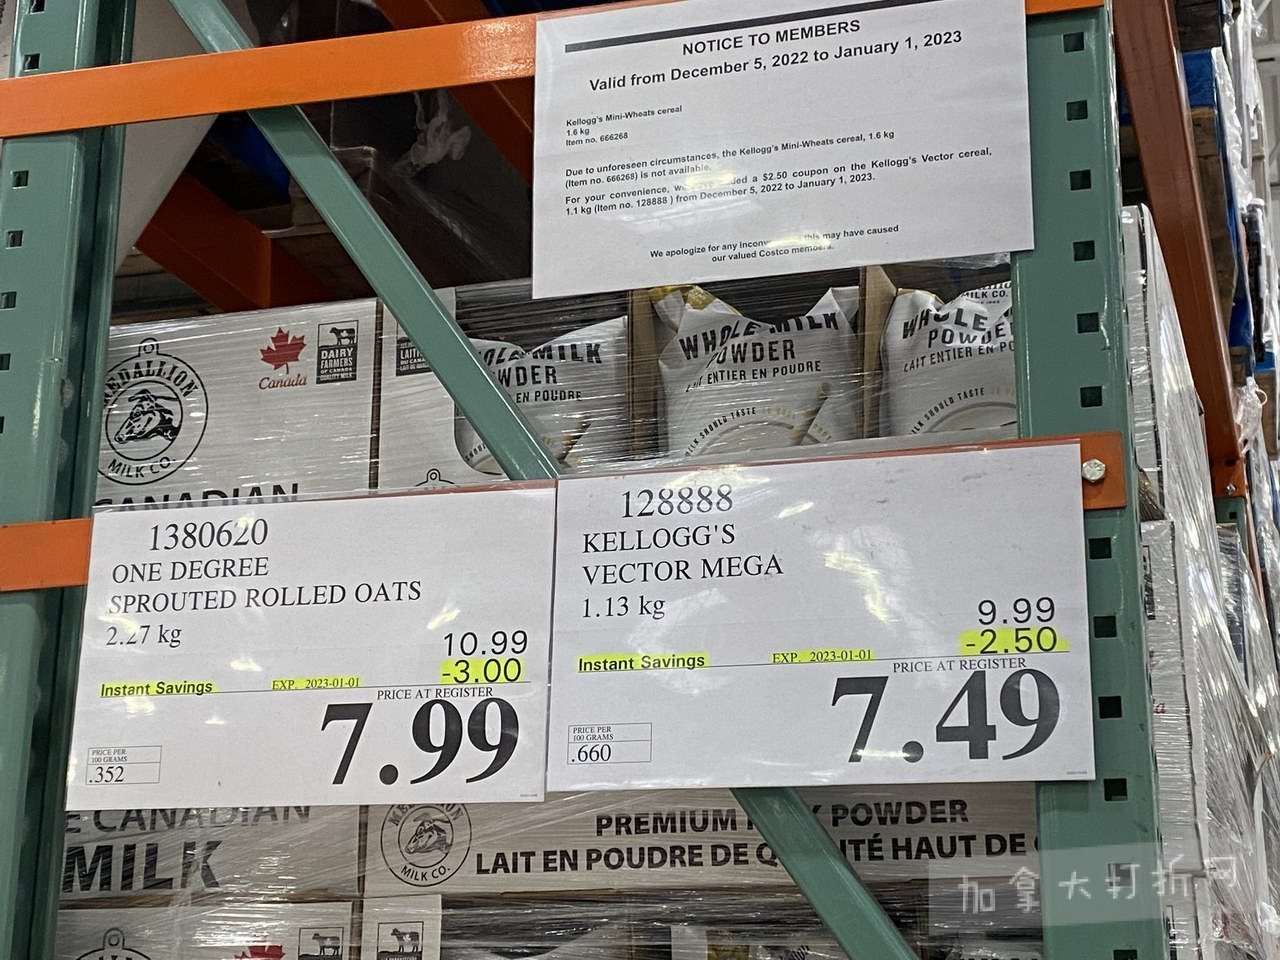 NOTICE TO MEMBERS
Valid from December 5, 2022 to January 1, 2023
Kellogg's Mini-Wheats cereal
1.6 kg
Item no. 666268
Due to unforeseen circumstances, the Kellogg's Mini-Wheats cereal, 1.6 kg
(Item no. 666268) is not available.
For your convenience, a $2.50 coupon on the Kellogg's Vector cereal,
1.1 kg (Item no. 128888 ) from December 5, 2022 to January 1, 2023.
We apologize for any this may have caused
our valued Costco members.
MEDALLION
MILK CO.
Canada
DAIRY
FARMERS
OF CANADA
QUALITY MILK
WHOLE MILK
POWDER
LAIT ENTIER EN POUDRE
MILK SHOULD TASTE
MILK CO.
WHOLE
POWDER
LAIT ENTIER EN
CANADIAN
1380620
ONE DEGREE
SPROUTED ROLLED OATS
2.27 kg
10.99
-3.00
Instant Savings EXP. 2023-01-01
PRICE AT REGISTER
7.99
PRICE PER
100 GRAMS
.352
128888
KELLOGG'S
VECTOR MEGA
1.13 kg
9.99
-2.50
Instant Savings EXP. 2023-01-01
PRICE AT REGISTER
7.49
PRICE PER
100 GRAMS
.660
CANADIAN
MILK
MEDALLION
MILK CO.
PREMIUM POWDER
LAIT EN POUDRE DE HAUT DE
加拿大打折网